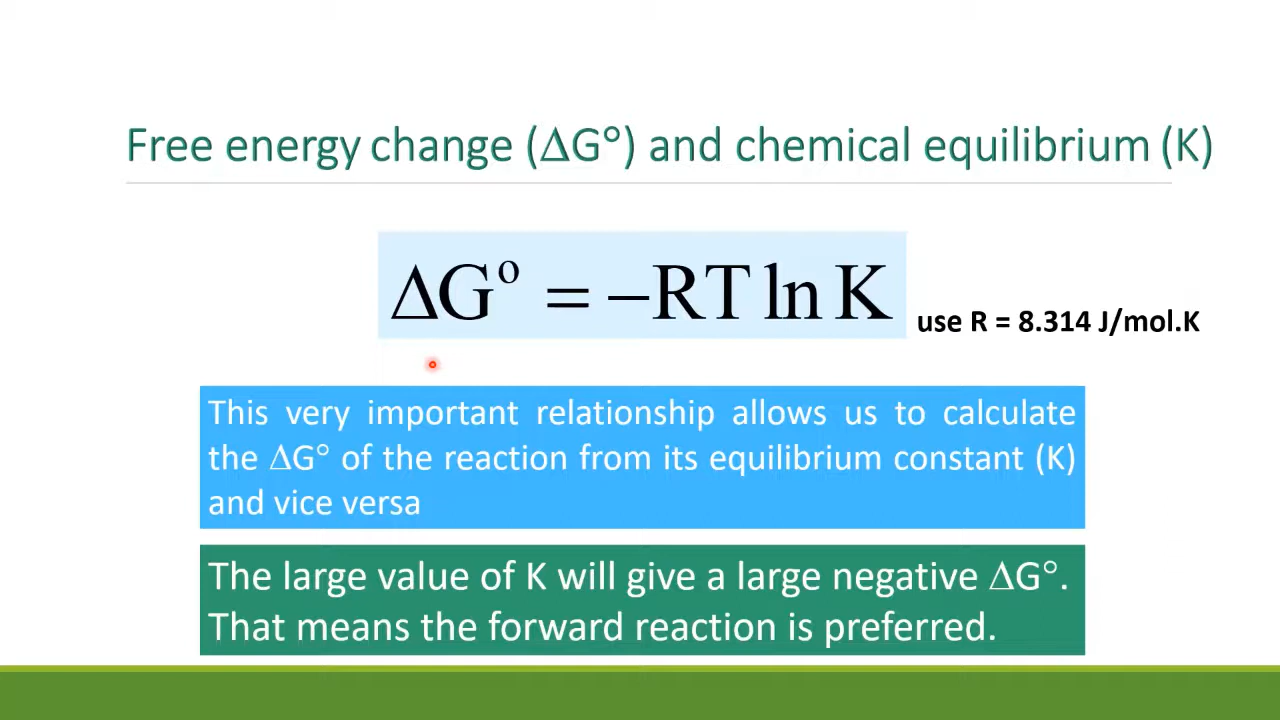 Free energy change (ΔG°) and chemical equilibrium (K)
ΔG° = −RT ln K
use R = 8.314 J/mol.K
This very important relationship allows us to calculate
the ΔG° of the reaction from its equilibrium constant (K)
and vice versa
The large value of K will give a large negative ΔG°.
That means the forward reaction is preferred.